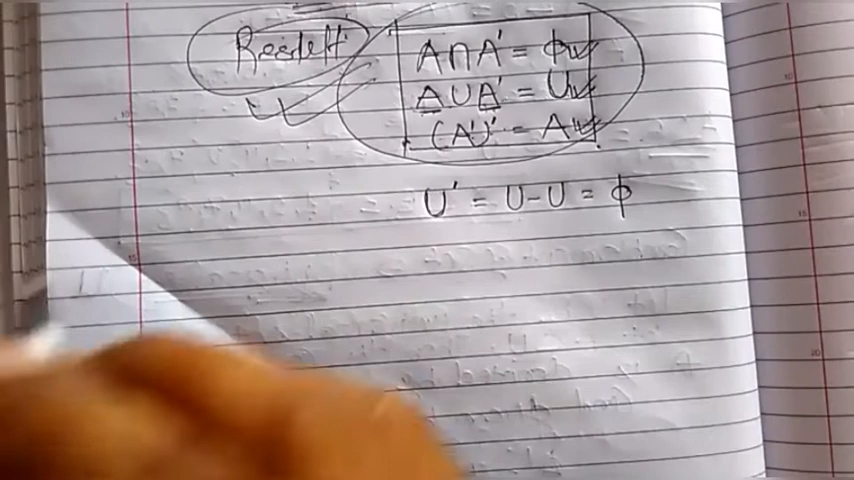 Result
A∩A' = φ
A∪A' = U
(A')' = A
U' = U-U = φ